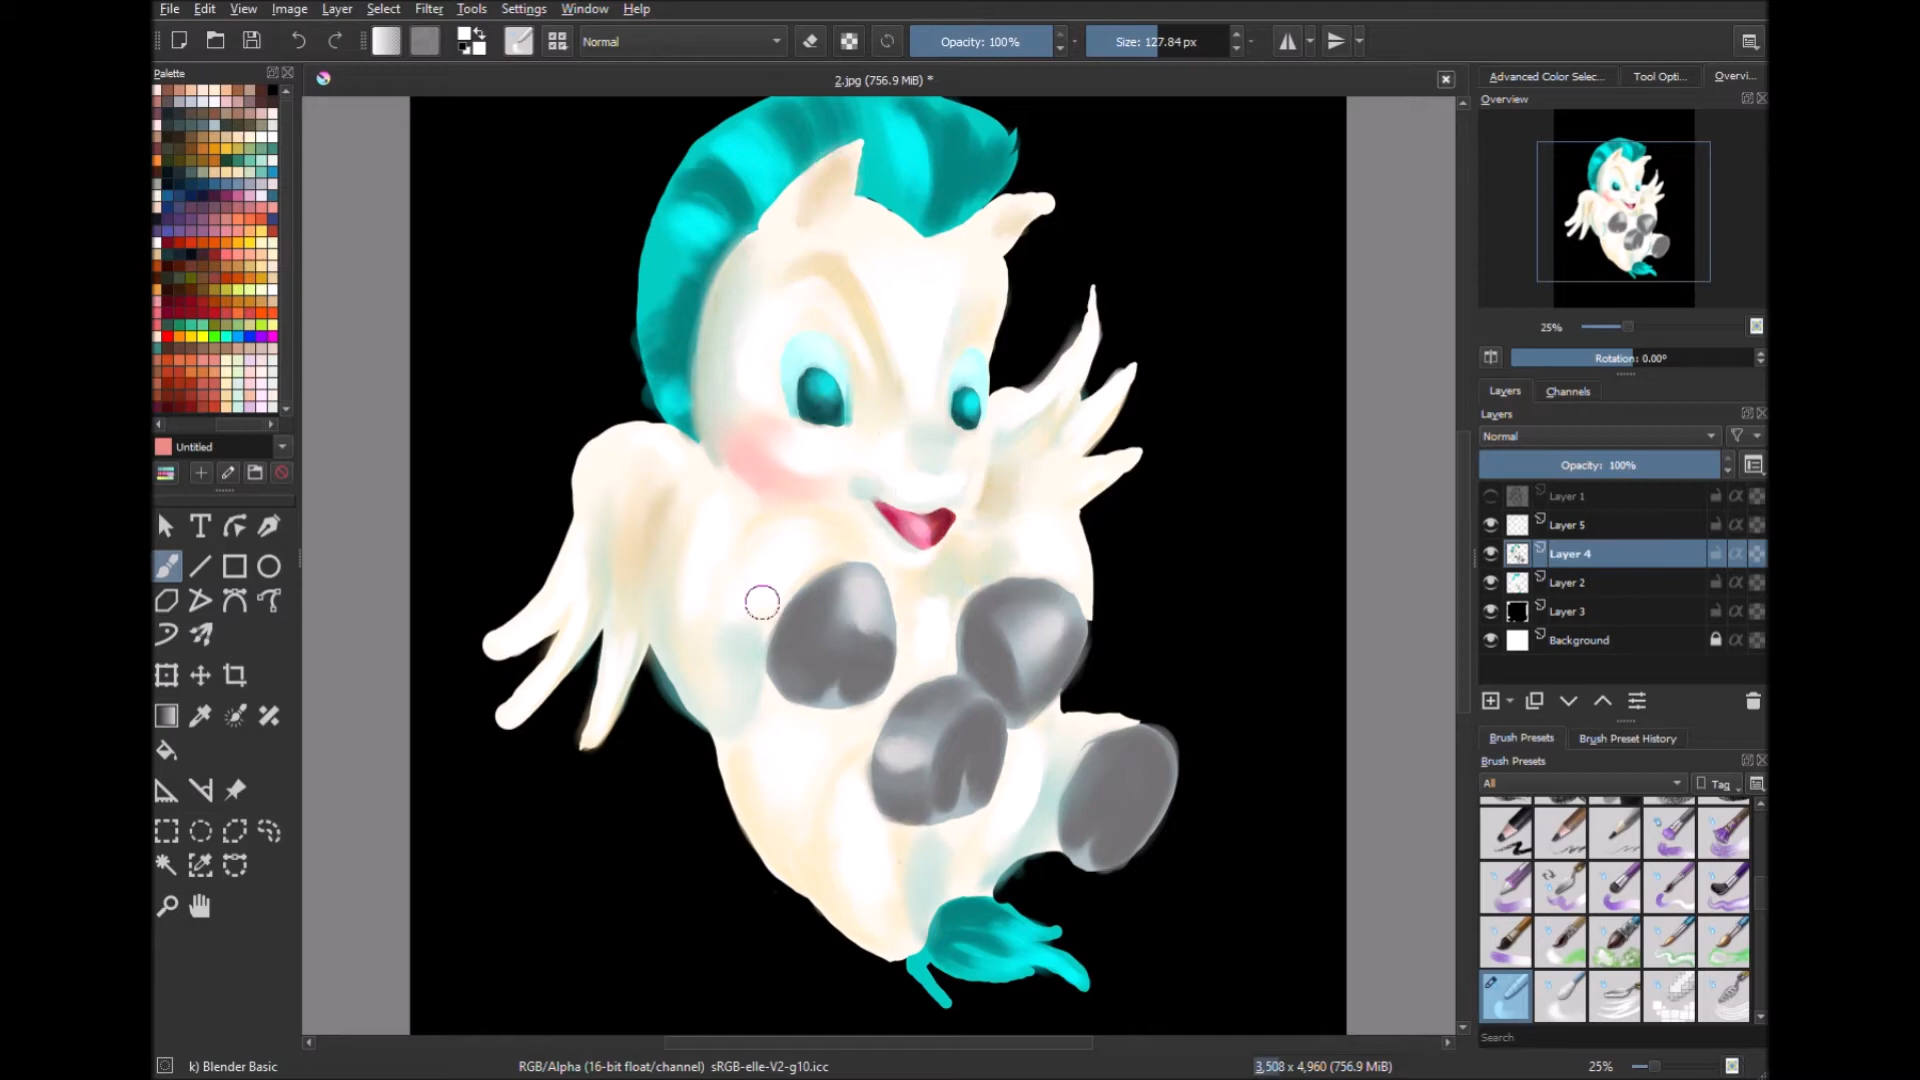 File Edit View Image Layer Select Filter Tools Settings Window Help
Normal Opacity: 100% Size: 127.84 px
Palette
2.jpg (756.9 MiB) *
Advanced Color Selec... Tool Opti... Overvi...
Overview
25%
Rotation: 0.00°
Layers Channels
Layers
Normal
Opacity: 100%
Layer 1
Layer 5
Layer 4
Layer 2
Layer 3
Background
Untitled
Brush Presets Brush Preset History
Brush Presets
All Tag
Search
k) Blender Basic RGB/Alpha (16-bit float/channel) sRGB-elle-V2-g10.icc 3,508 x 4,960 (756.9 MiB) 25%